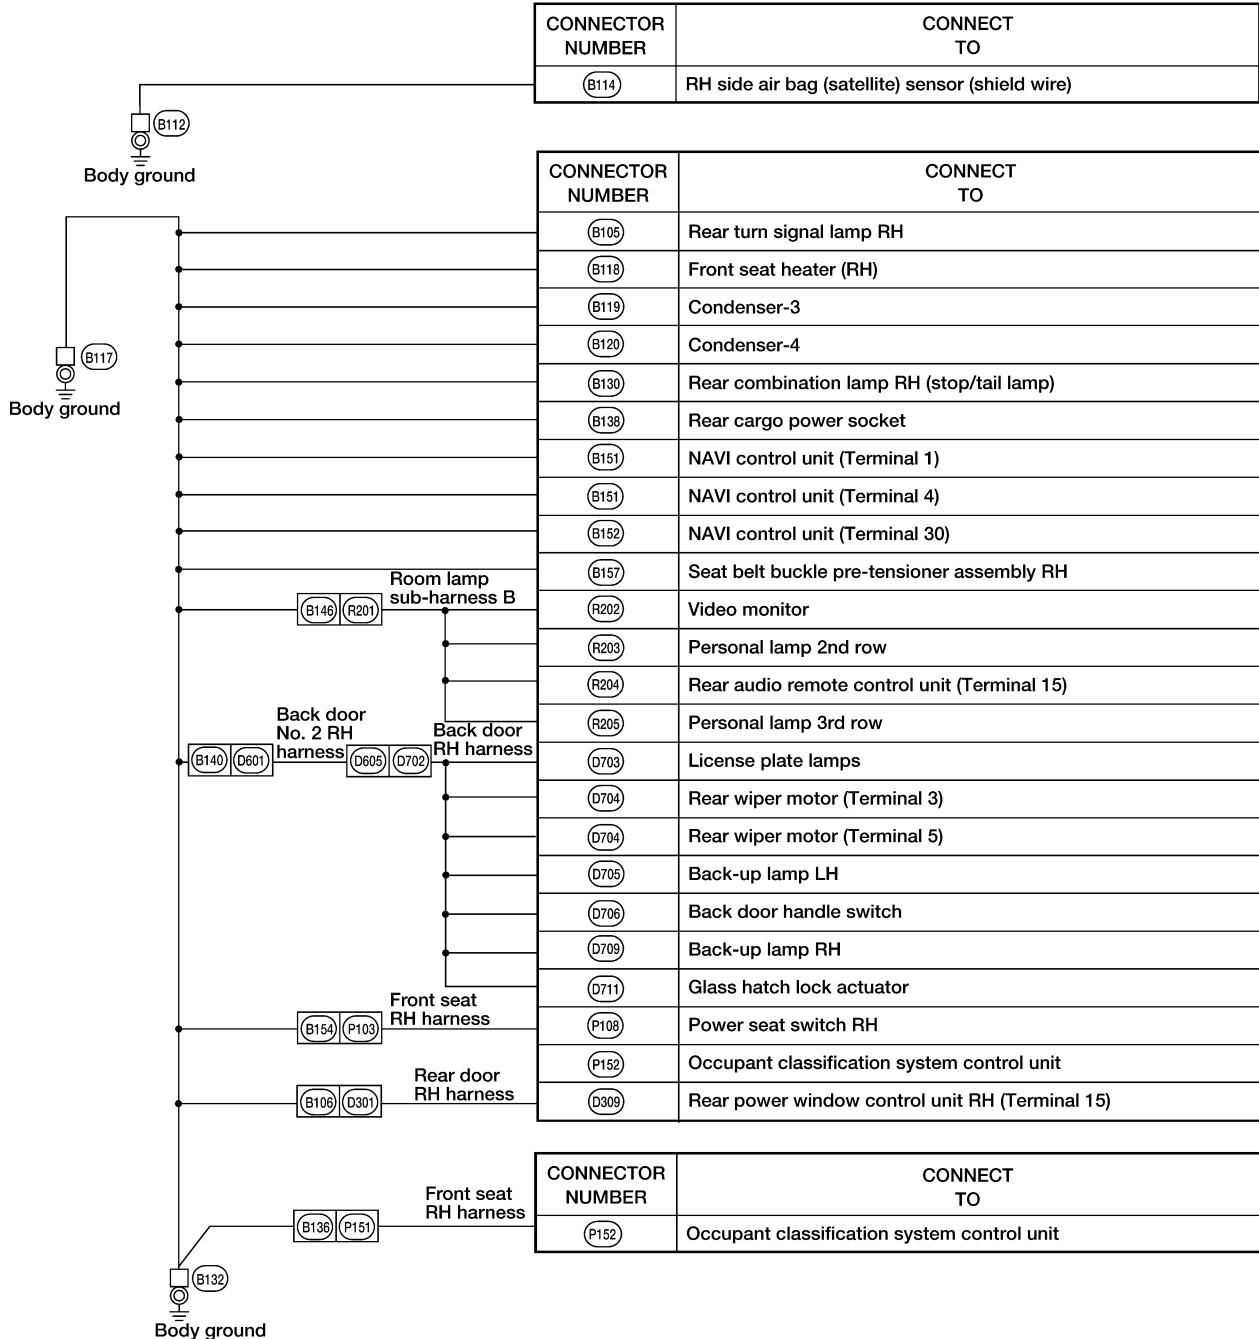 CONNECTOR NUMBER CONNECT TO
B114 RH side air bag (satellite) sensor (shield wire)
B112
Body ground
CONNECTOR NUMBER CONNECT TO
B105 Rear turn signal lamp RH
B118 Front seat heater (RH)
B119 Condenser-3
B120 Condenser-4
B117
Body ground
B130 Rear combination lamp RH (stop/tail lamp)
B138 Rear cargo power socket
B151 NAVI control unit (Terminal 1)
B151 NAVI control unit (Terminal 4)
B152 NAVI control unit (Terminal 30)
B157 Seat belt buckle pre-tensioner assembly RH
Room lamp
sub-harness B
B146 R201 R202 Video monitor
R203 Personal lamp 2nd row
R204 Rear audio remote control unit (Terminal 15)
R205 Personal lamp 3rd row
Back door
No. 2 RH
harness
Back door
RH harness
B140 D601 D605 D702 D703 License plate lamps
D704 Rear wiper motor (Terminal 3)
D704 Rear wiper motor (Terminal 5)
D705 Back-up lamp LH
D706 Back door handle switch
D709 Back-up lamp RH
D711 Glass hatch lock actuator
Front seat
RH harness
B154 P103 P108 Power seat switch RH
P152 Occupant classification system control unit
Rear door
RH harness
B106 D301 D309 Rear power window control unit RH (Terminal 15)
CONNECTOR NUMBER CONNECT TO
Front seat
RH harness
B136 P151 P152 Occupant classification system control unit
B132
Body ground